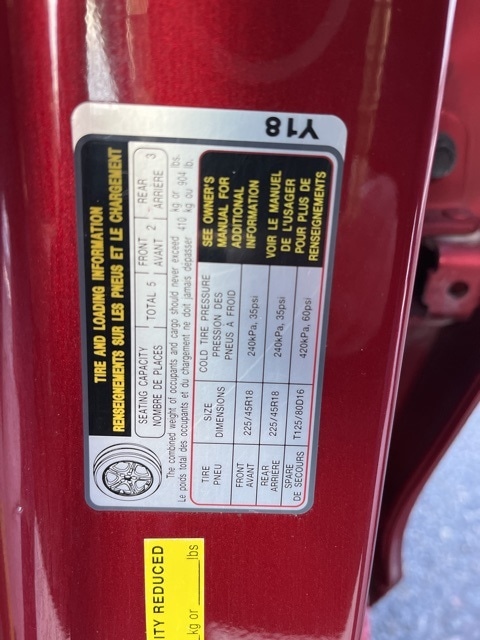 Y18
TIRE AND LOADING INFORMATION
RENSEIGNEMENTS SUR LES PNEUS ET LE CHARGEMENT
SEATING CAPACITY TOTAL 5 FRONT 2 REAR 3
NOMBRE DE PLACES AVANT ARRIÈRE
The combined weight of occupants and cargo should never exceed 410 kg or 904 lbs.
Le poids total des occupants et du chargement ne doit jamais dépasser kg ou lb.
TIRE SIZE COLD TIRE PRESSURE
PNEU DIMENSIONS PRESSION DES PNEUS À FROID
FRONT AVANT 225/45R18 240kPa, 35psi
REAR ARRIÈRE 225/45R18 240kPa, 35psi
SPARE DE SECOURS T125/80D16 420kPa, 60psi
SEE OWNER'S
MANUAL FOR
ADDITIONAL
INFORMATION
VOIR LE MANUEL
DE L'USAGER
POUR PLUS DE
RENSEIGNEMENTS
ITY REDUCED
kg or ____lbs